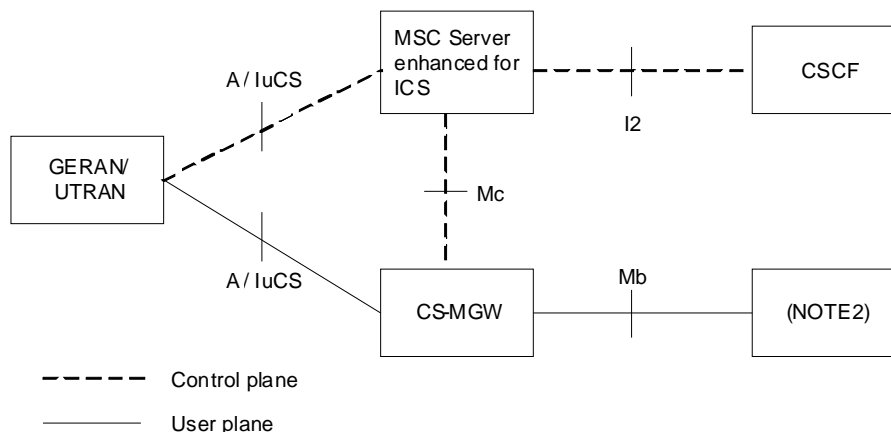 MSC Server
enhanced for
ICS
CSCF
A / IuCS
I2
GERAN/
UTRAN
Mc
A / IuCS
Mb
CS-MGW
(NOTE2)
Control plane
User plane